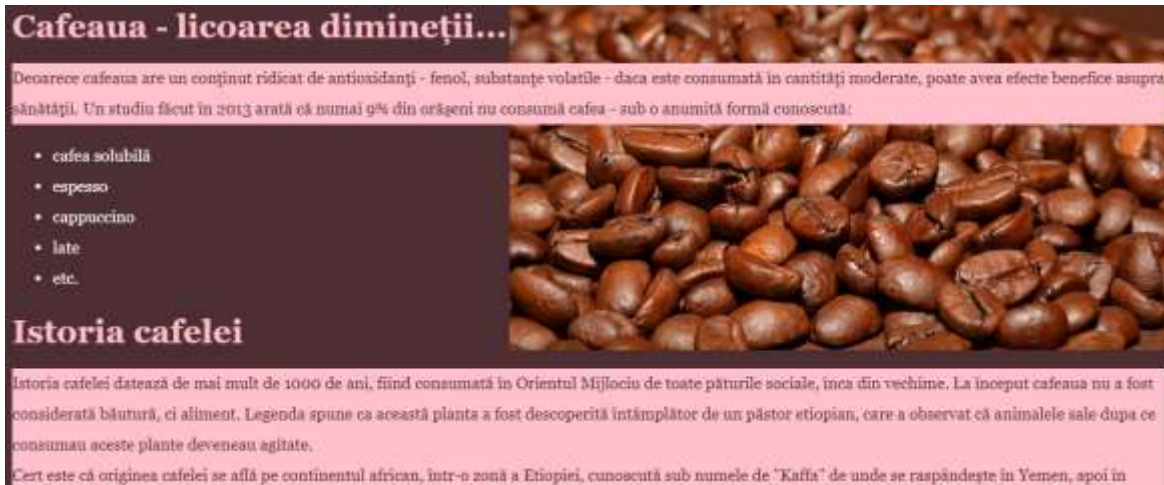 Cafeaua - licoarea dimineții...
Deoarece cafeaua are un conținut ridicat de antioxidanți - fenol, substanțe volatile - daca este consumată în cantități moderate, poate avea efecte benefice asupra
sănătății. Un studiu făcut în 2013 arată că numai 9% din orășeni nu consumă cafea - sub o anumită formă cunoscută:
• cafea solubilă
• espesso
• cappuccino
• late
• etc.
Istoria cafelei
Istoria cafelei datează de mai mult de 1000 de ani, fiind consumată în Orientul Mijlociu de toate păturile sociale, inca din vechime. La început cafeaua nu a fost
considerată băutură, ci aliment. Legenda spune ca această planta a fost descoperită întâmplător de un păstor etiopian, care a observat că animalele sale dupa ce
consumau aceste plante deveneau agitate.
Cert este că originea cafelei se află pe continentul african, într-o zonă a Etiopiei, cunoscută sub numele de "Kaffa" de unde se raspândește în Yemen, apoi în